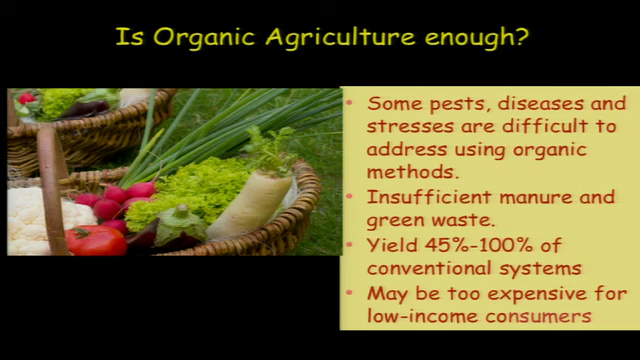 Is Organic Agriculture enough?
• Some pests, diseases and
stresses are difficult to
address using organic
methods.
• Insufficient manure and
green waste.
• Yield 45%-100% of
conventional systems
• May be too expensive for
low-income consumers